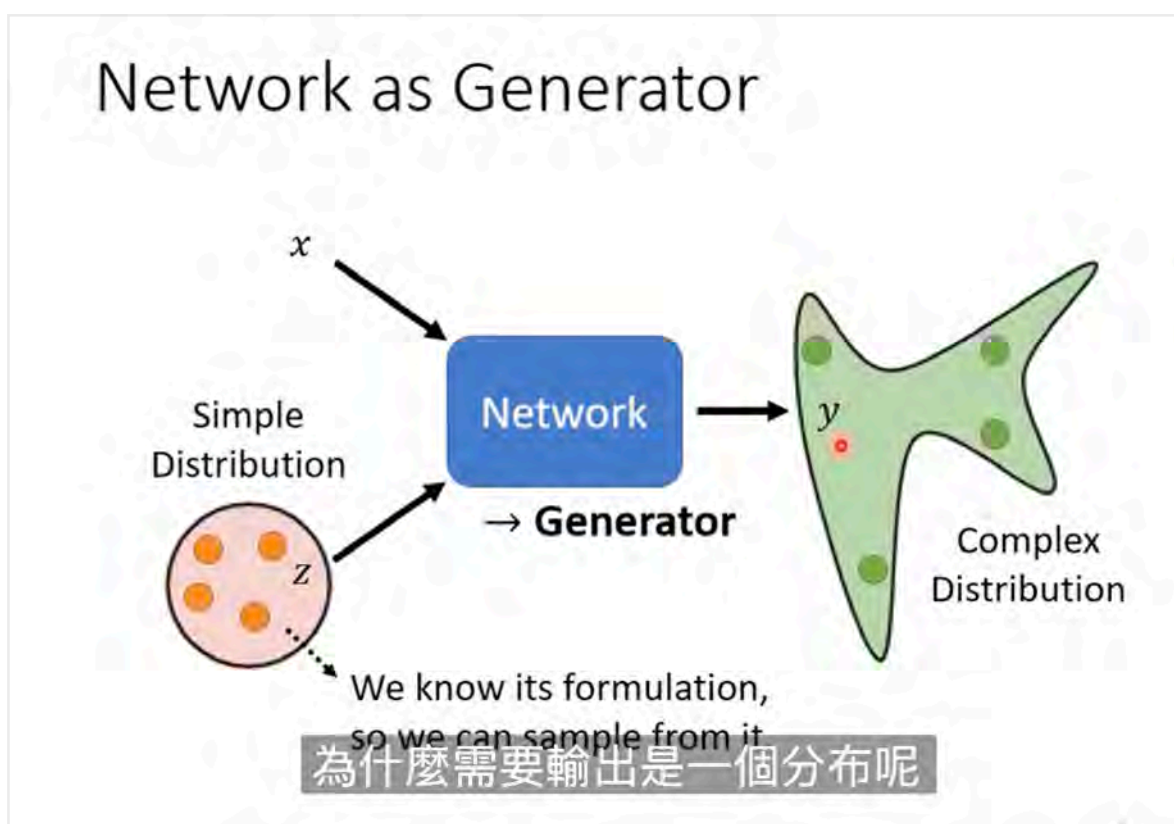 Network as Generator
x
Simple
Distribution
z
Network
→ Generator
y
Complex
Distribution
We know its formulation,
so we can sample from it.
為什麼需要輸出是一個分布呢